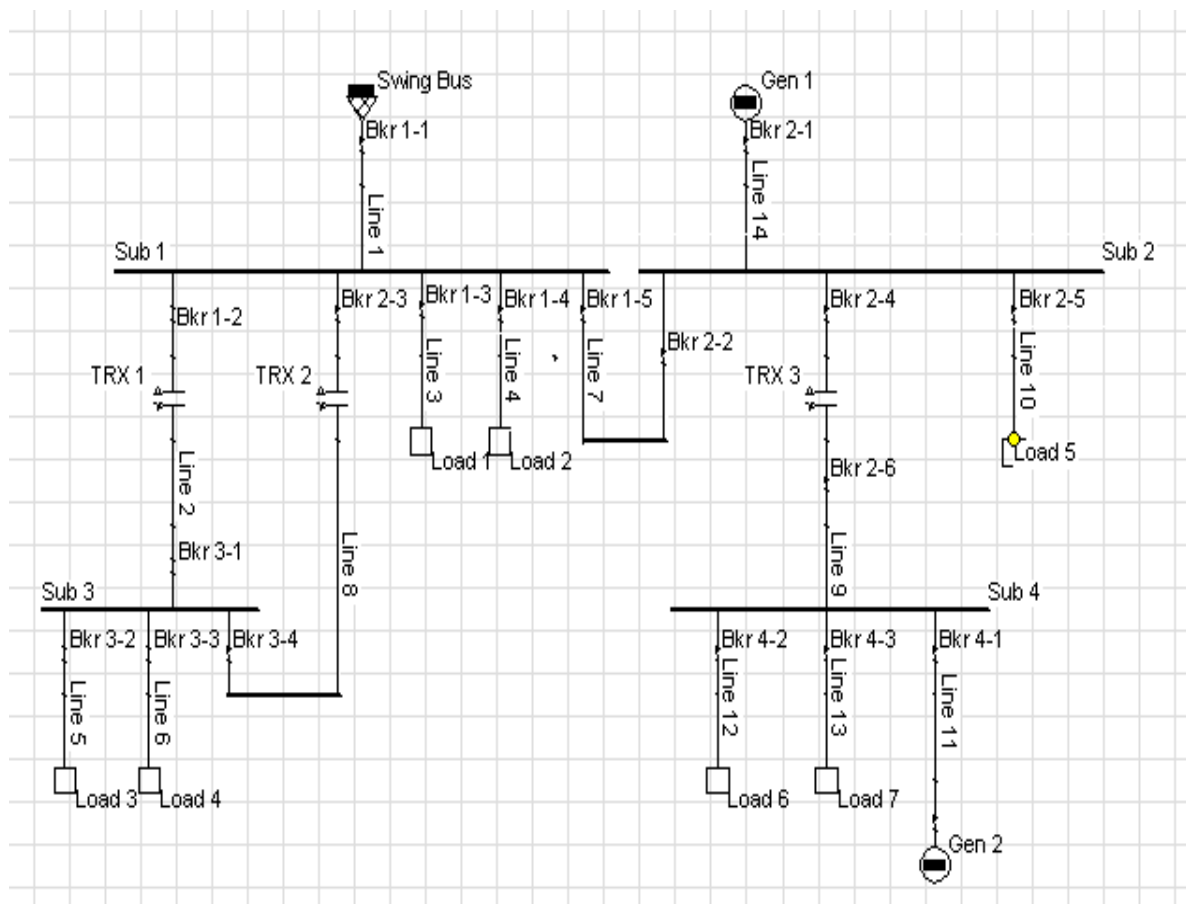 Swing Bus
Gen 1
Bkr 1-1
Bkr 2-1
Line 1
Line 14
Sub 1
Sub 2
Bkr 1-2
Bkr 2-3
Bkr 1-3
Bkr 1-4
Bkr 1-5
Bkr 2-2
Bkr 2-4
Bkr 2-5
TRX 1
TRX 2
Line 3
Line 4
Line 7
TRX 3
Line 10
Load 1
Load 2
Load 5
Line 2
Bkr 2-6
Bkr 3-1
Line 8
Line 9
Sub 3
Sub 4
Bkr 3-2
Bkr 3-3
Bkr 3-4
Bkr 4-2
Bkr 4-3
Bkr 4-1
Line 5
Line 6
Line 12
Line 13
Line 11
Load 3
Load 4
Load 6
Load 7
Gen 2